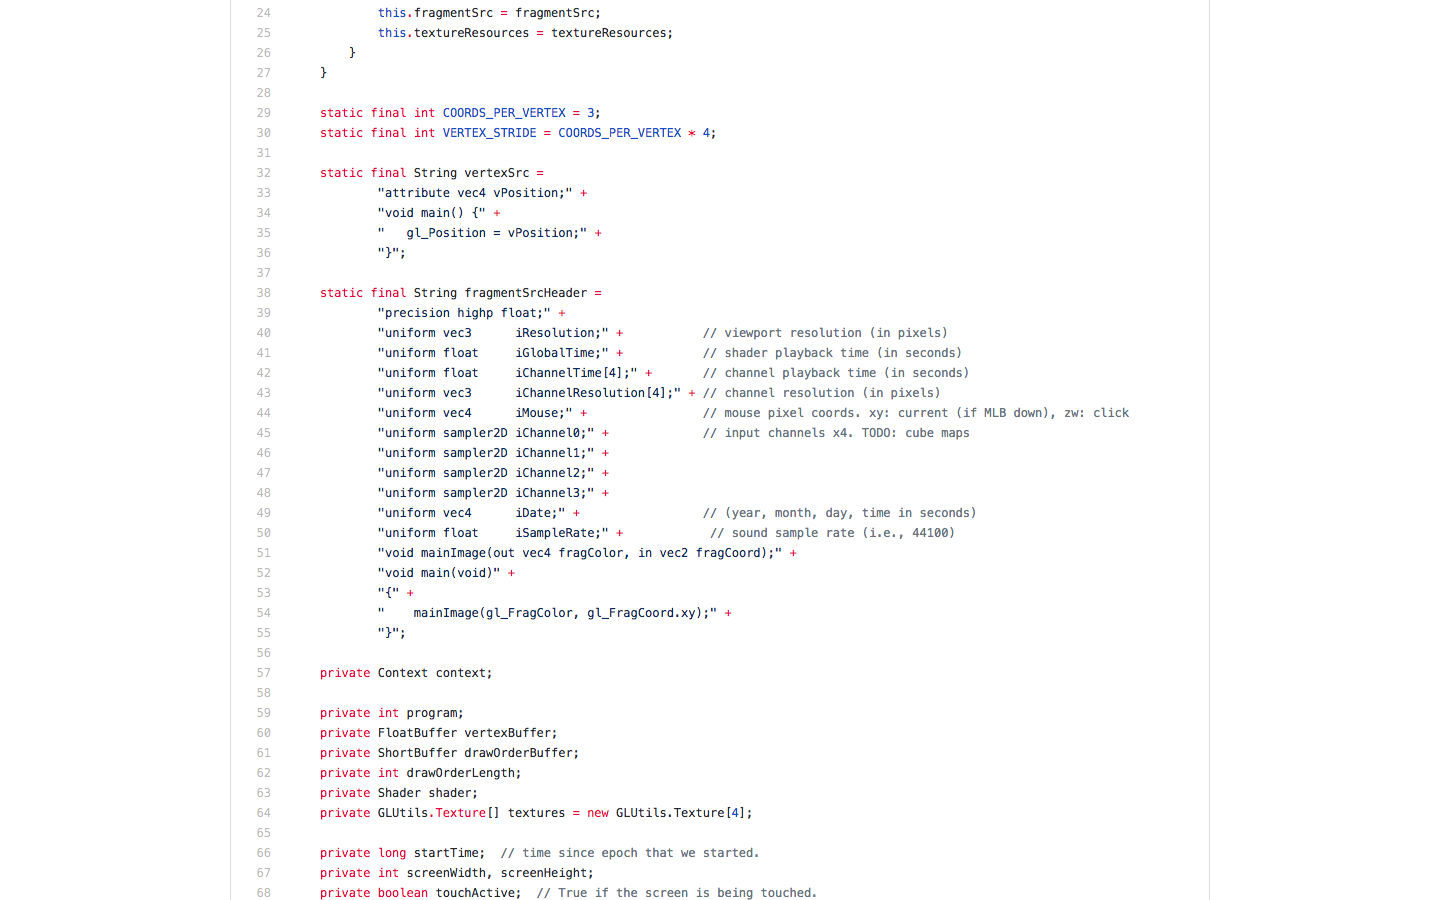 24 this.fragmentSrc = fragmentSrc;
25 this.textureResources = textureResources;
26 }
27 }
28
29 static final int COORDS_PER_VERTEX = 3;
30 static final int VERTEX_STRIDE = COORDS_PER_VERTEX * 4;
31
32 static final String vertexSrc =
33 "attribute vec4 vPosition;" +
34 "void main() {" +
35 "   gl_Position = vPosition;" +
36 "}";
37
38 static final String fragmentSrcHeader =
39 "precision highp float;" +
40 "uniform vec3      iResolution;" +           // viewport resolution (in pixels)
41 "uniform float     iGlobalTime;" +           // shader playback time (in seconds)
42 "uniform float     iChannelTime[4];" +       // channel playback time (in seconds)
43 "uniform vec3      iChannelResolution[4];" + // channel resolution (in pixels)
44 "uniform vec4      iMouse;" +                // mouse pixel coords. xy: current (if MLB down), zw: click
45 "uniform sampler2D iChannel0;" +             // input channels x4. TODO: cube maps
46 "uniform sampler2D iChannel1;" +
47 "uniform sampler2D iChannel2;" +
48 "uniform sampler2D iChannel3;" +
49 "uniform vec4      iDate;" +                 // (year, month, day, time in seconds)
50 "uniform float     iSampleRate;" +            // sound sample rate (i.e., 44100)
51 "void mainImage(out vec4 fragColor, in vec2 fragCoord);" +
52 "void main(void)" +
53 "{" +
54 "    mainImage(gl_FragColor, gl_FragCoord.xy);" +
55 "}";
56
57 private Context context;
58
59 private int program;
60 private FloatBuffer vertexBuffer;
61 private ShortBuffer drawOrderBuffer;
62 private int drawOrderLength;
63 private Shader shader;
64 private GLUtils.Texture[] textures = new GLUtils.Texture[4];
65
66 private long startTime;  // time since epoch that we started.
67 private int screenWidth, screenHeight;
68 private boolean touchActive;  // True if the screen is being touched.